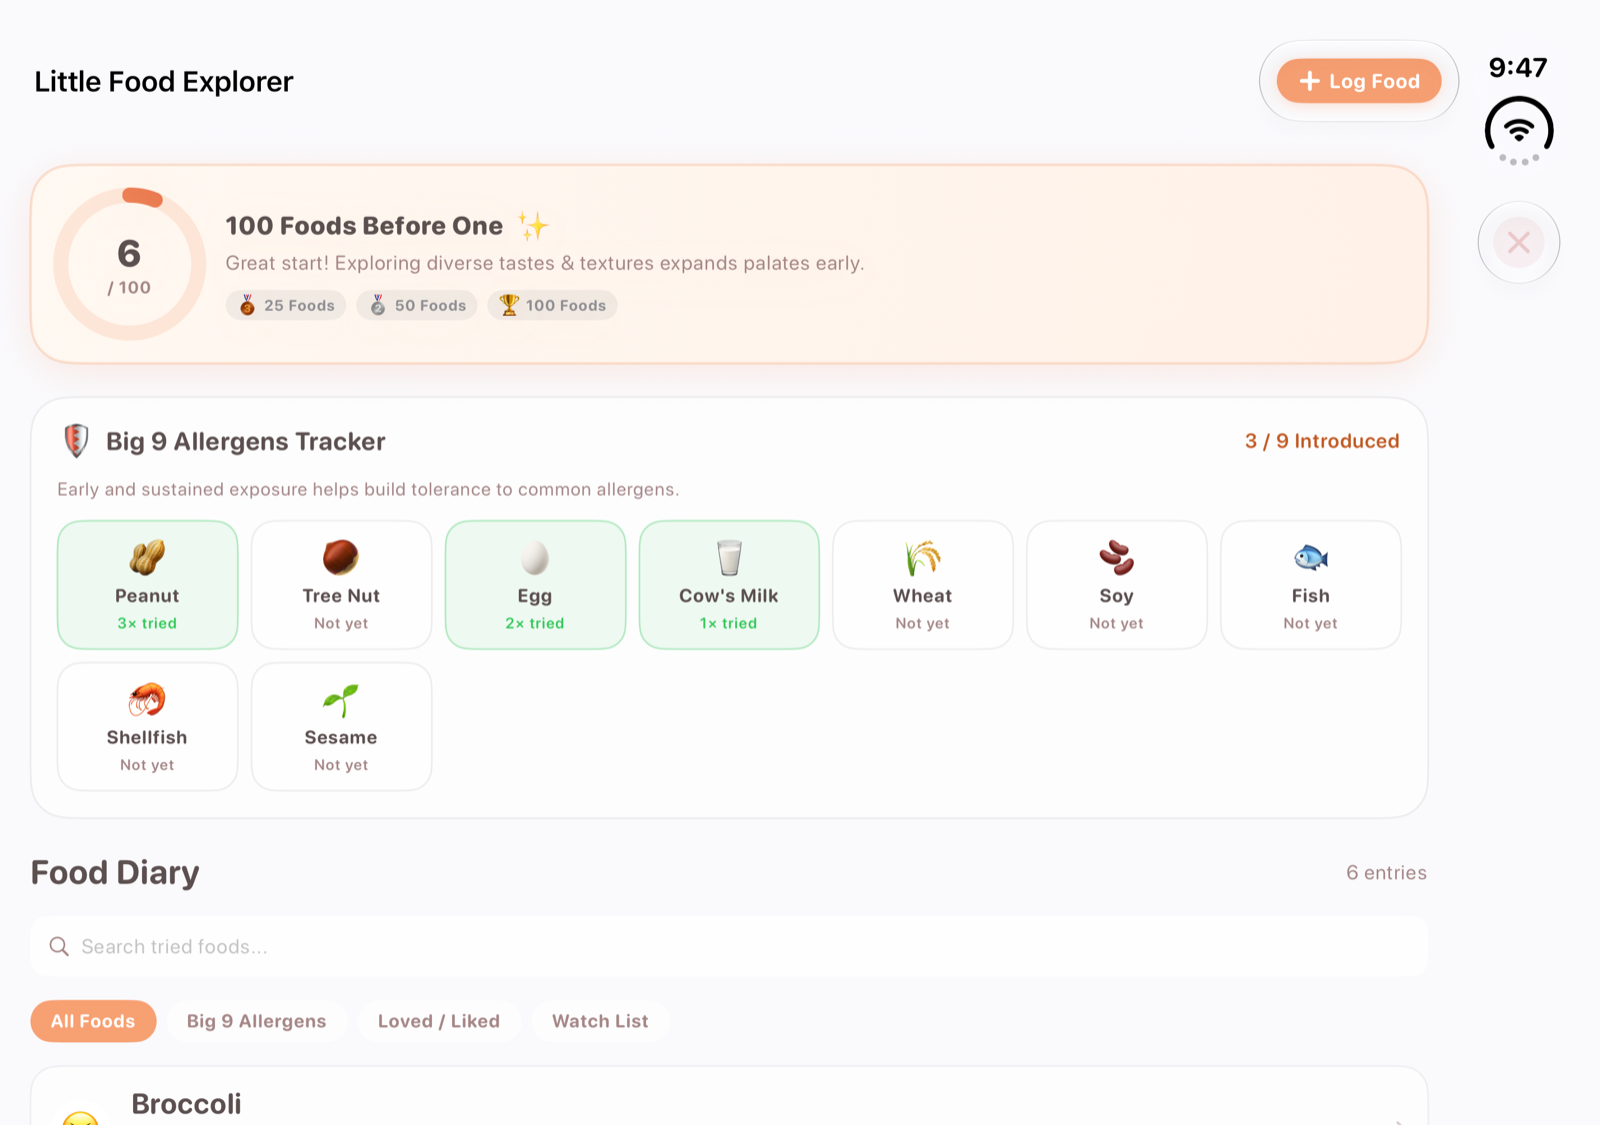 Little Food Explorer
Log Food
9:47
6
/ 100
100 Foods Before One
Great start! Exploring diverse tastes & textures expands palates early.
25 Foods
50 Foods
100 Foods
Big 9 Allergens Tracker
3 / 9 Introduced
Early and sustained exposure helps build tolerance to common allergens.
Peanut
3× tried
Tree Nut
Not yet
Egg
2× tried
Cow's Milk
1× tried
Wheat
Not yet
Soy
Not yet
Fish
Not yet
Shellfish
Not yet
Sesame
Not yet
Food Diary
6 entries
Search tried foods...
All Foods
Big 9 Allergens
Loved / Liked
Watch List
Broccoli